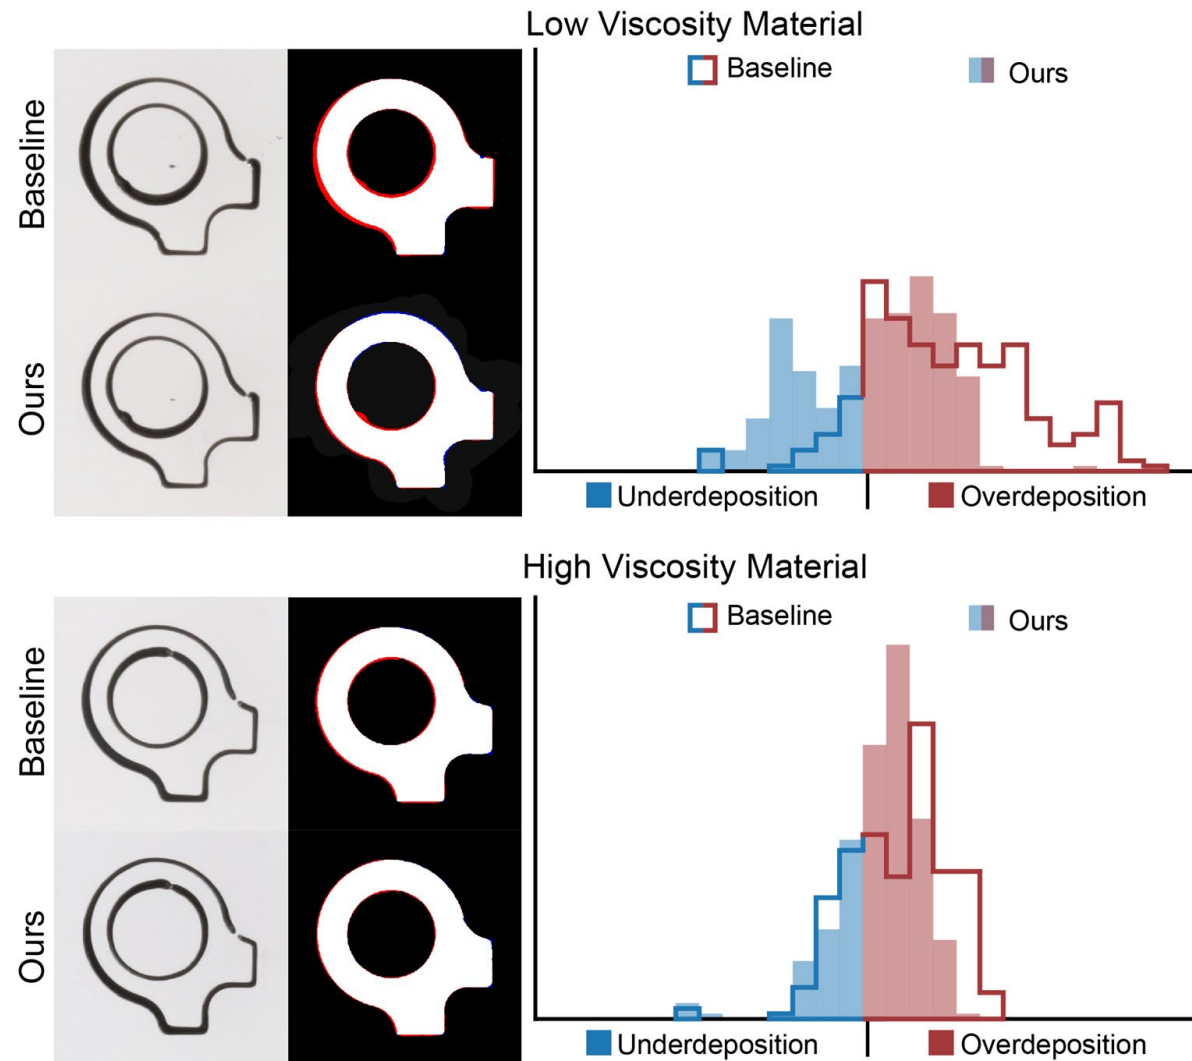 Low Viscosity Material
Baseline
Ours
Baseline
Ours
Underdeposition
Overdeposition
High Viscosity Material
Baseline
Ours
Baseline
Ours
Underdeposition
Overdeposition